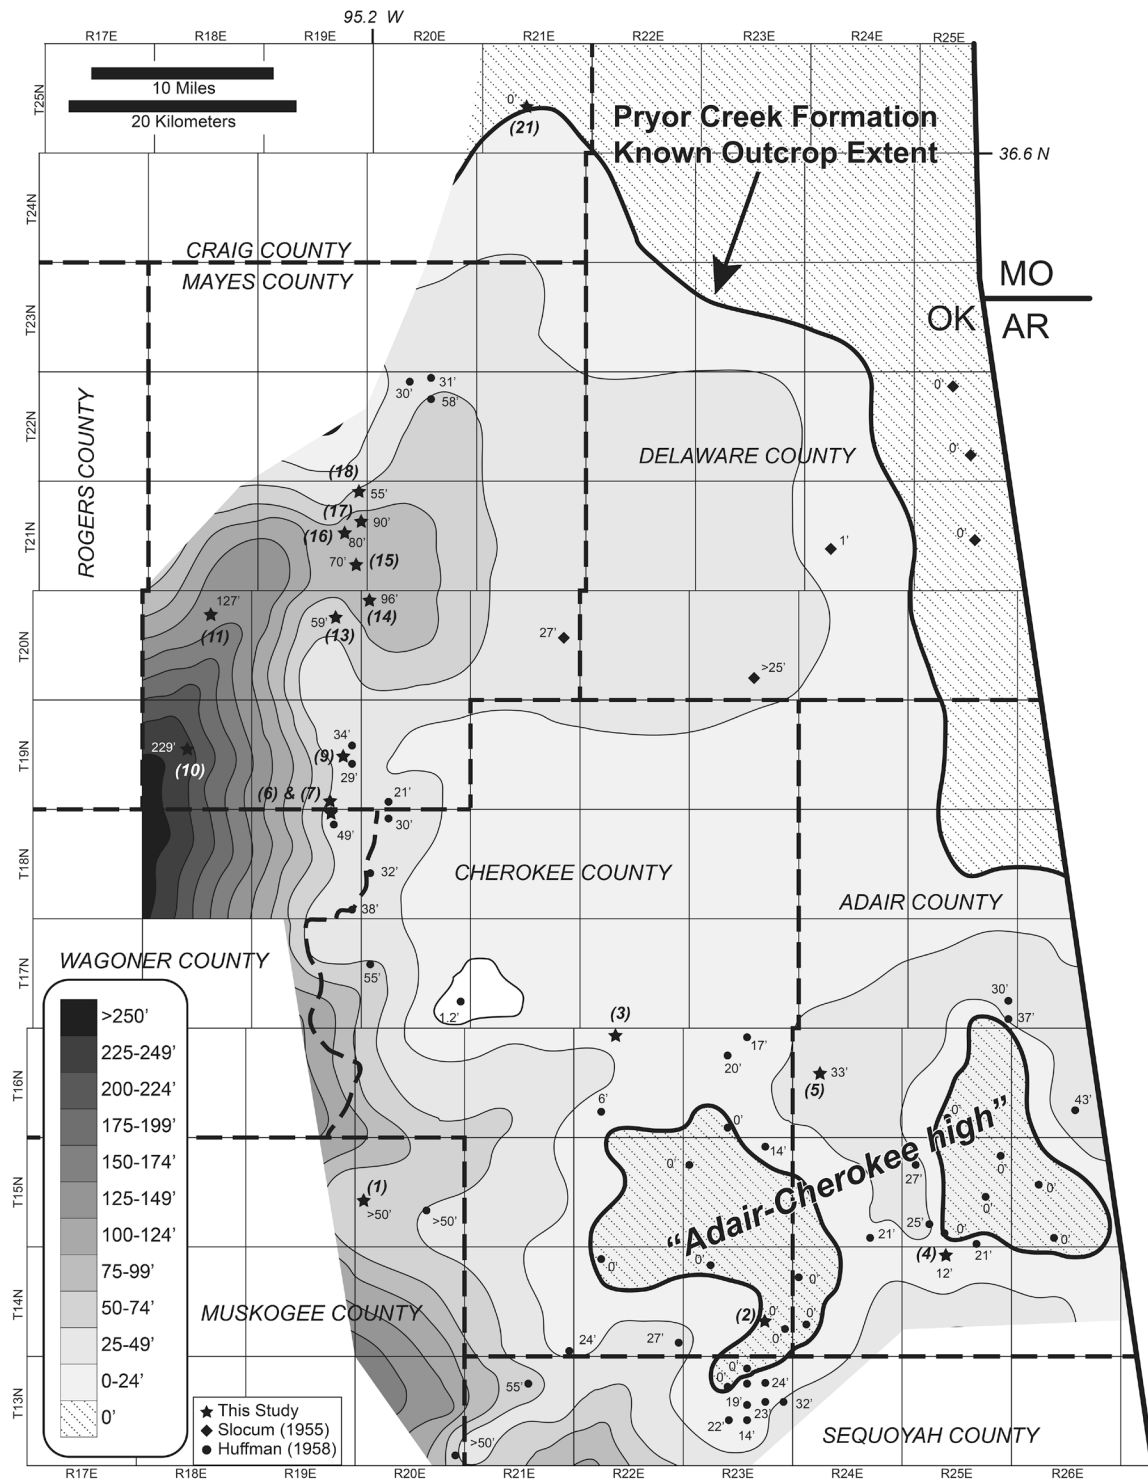 95.2 W
R17E R18E R19E R20E R21E R22E R23E R24E R25E
10 Miles
20 Kilometers
T25N
0'
(21)
Pryor Creek Formation
Known Outcrop Extent
36.6 N
T24N
CRAIG COUNTY
MAYES COUNTY
MO
OK
AR
T23N
ROGERS COUNTY
T22N
30'
31'
58'
0'
DELAWARE COUNTY
0'
(18)
55'
(17)
90'
(16)
80'
70'
(15)
T21N
1'
0'
127'
(11)
59'
(13)
96'
(14)
T20N
27'
>25'
229'
(10)
34'
(9)
29'
T19N
(6) & (7)
21'
49'
30'
T18N
32'
CHEROKEE COUNTY
38'
ADAIR COUNTY
WAGONER COUNTY
T17N
55'
1.2'
(3)
30'
37'
17'
20'
(5)
33'
T16N
6'
43'
0'
0'
14'
0'
"Adair-Cherokee high"
27'
0'
0'
0'
T15N
(1)
>50'
>50'
25'
0'
21'
0'
(4)
21'
12'
0'
0'
0'
T14N
MUSKOGEE COUNTY
(2)
0'
0'
0'
24'
27'
T13N
55'
0'
0'
24'
19'
23'
32'
22'
14'
>50'
SEQUOYAH COUNTY
>250'
225-249'
200-224'
175-199'
150-174'
125-149'
100-124'
75-99'
50-74'
25-49'
0-24'
0'
This Study
Slocum (1955)
Huffman (1958)
R17E R18E R19E R20E R21E R22E R23E R24E R26E